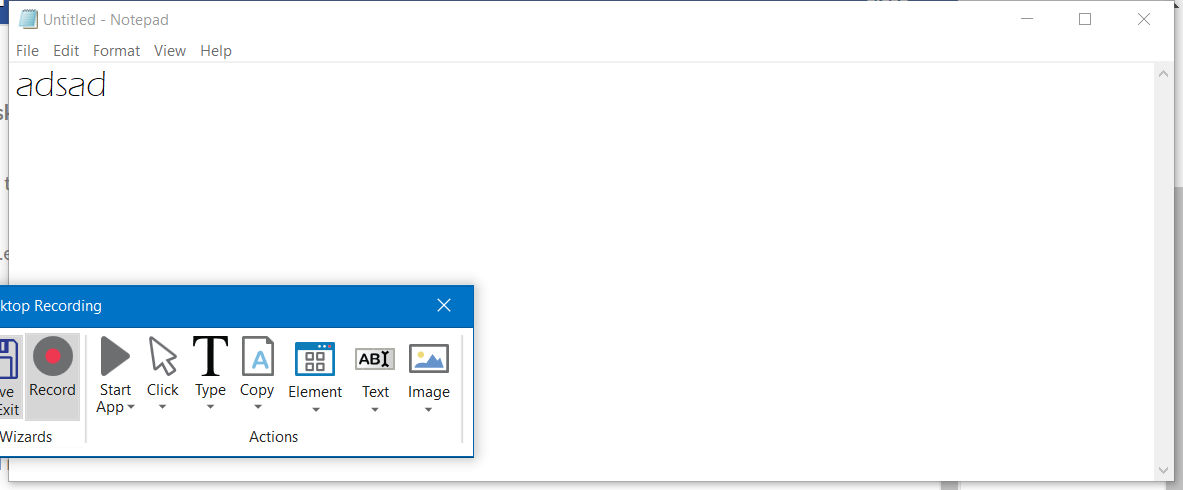 Untitled - Notepad
File Edit Format View Help
adsad
ktop Recording
Record
Start App
Click
Type
Copy
Element
Text
Image
ve
Exit
Wizards
Actions
ABI
A